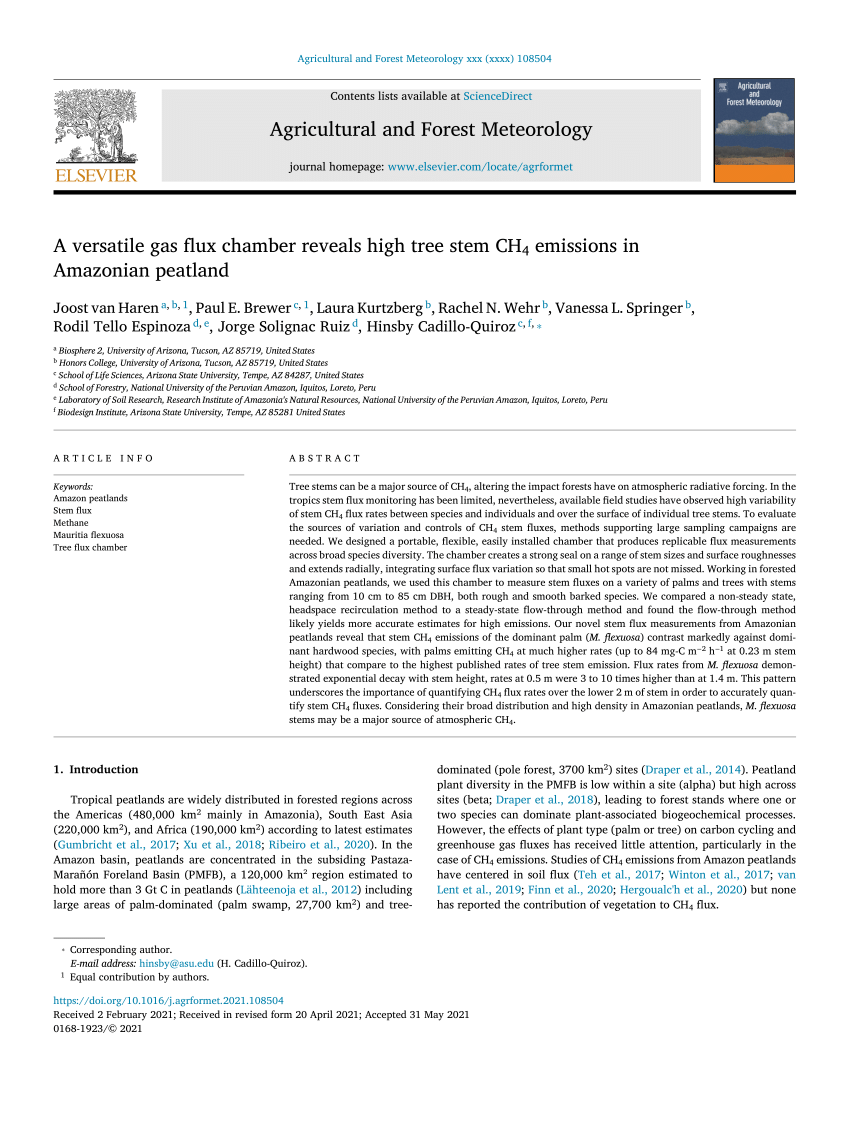 Agricultural and Forest Meteorology xxx (xxxx) 108504
ELSEVIER
Contents lists available at ScienceDirect
Agricultural and Forest Meteorology
journal homepage: www.elsevier.com/locate/agrformet
Agricultural
and
Forest Meteorology
A versatile gas flux chamber reveals high tree stem CH4 emissions in
Amazonian peatland
Joost van Haren a, b, 1, Paul E. Brewer c, 1, Laura Kurtzberg b, Rachel N. Wehr b, Vanessa L. Springer b,
Rodil Tello Espinoza d, e, Jorge Solignac Ruiz d, Hinsby Cadillo-Quiroz c, f, *
a Biosphere 2, University of Arizona, Tucson, AZ 85719, United States
b Honors College, University of Arizona, Tucson, AZ 85719, United States
c School of Life Sciences, Arizona State University, Tempe, AZ 84287, United States
d School of Forestry, National University of the Peruvian Amazon, Iquitos, Loreto, Peru
e Laboratory of Soil Research, Research Institute of Amazonia's Natural Resources, National University of the Peruvian Amazon, Iquitos, Loreto, Peru
f Biodesign Institute, Arizona State University, Tempe, AZ 85281 United States
ARTICLE INFO
Keywords:
Amazon peatlands
Stem flux
Methane
Mauritia flexuosa
Tree flux chamber
ABSTRACT
Tree stems can be a major source of CH4, altering the impact forests have on atmospheric radiative forcing. In the
tropics stem flux monitoring has been limited, nevertheless, available field studies have observed high variability
of stem CH4 flux rates between species and individuals and over the surface of individual tree stems. To evaluate
the sources of variation and controls of CH4 stem fluxes, methods supporting large sampling campaigns are
needed. We designed a portable, flexible, easily installed chamber that produces replicable flux measurements
across broad species diversity. The chamber creates a strong seal on a range of stem sizes and surface roughnesses
and extends radially, integrating surface flux variation so that small hot spots are not missed. Working in forested
Amazonian peatlands, we used this chamber to measure stem fluxes on a variety of palms and trees with stems
ranging from 10 cm to 85 cm DBH, both rough and smooth barked species. We compared a non-steady state,
headspace recirculation method to a steady-state flow-through method and found the flow-through method
likely yields more accurate estimates for high emissions. Our novel stem flux measurements from Amazonian
peatlands reveal that stem CH4 emissions of the dominant palm (M. flexuosa) contrast markedly against domi-
nant hardwood species, with palms emitting CH4 at much higher rates (up to 84 mg-C m−2 h−1 at 0.23 m stem
height) that compare to the highest published rates of tree stem emission. Flux rates from M. flexuosa demon-
strated exponential decay with stem height, rates at 0.5 m were 3 to 10 times higher than at 1.4 m. This pattern
underscores the importance of quantifying CH4 flux rates over the lower 2 m of stem in order to accurately quan-
tify stem CH4 fluxes. Considering their broad distribution and high density in Amazonian peatlands, M. flexuosa
stems may be a major source of atmospheric CH4.
1. Introduction
Tropical peatlands are widely distributed in forested regions across
the Americas (480,000 km2 mainly in Amazonia), South East Asia
(220,000 km2), and Africa (190,000 km2) according to latest estimates
(Gumbricht et al., 2017; Xu et al., 2018; Ribeiro et al., 2020). In the
Amazon basin, peatlands are concentrated in the subsiding Pastaza-
Marañón Foreland Basin (PMFB), a 120,000 km2 region estimated to
hold more than 3 Gt C in peatlands (Lähteenoja et al., 2012) including
large areas of palm-dominated (palm swamp, 27,700 km2) and tree-
dominated (pole forest, 3700 km2) sites (Draper et al., 2014). Peatland
plant diversity in the PMFB is low within a site (alpha) but high across
sites (beta; Draper et al., 2018), leading to forest stands where one or
two species can dominate plant-associated biogeochemical processes.
However, the effects of plant type (palm or tree) on carbon cycling and
greenhouse gas fluxes has received little attention, particularly in the
case of CH4 emissions. Studies of CH4 emissions from Amazon peatlands
have centered in soil flux (Teh et al., 2017; Winton et al., 2017; van
Lent et al., 2019; Finn et al., 2020; Hergoualc'h et al., 2020) but none
has reported the contribution of vegetation to CH4 flux.
* Corresponding author.
E-mail address: hinsby@asu.edu (H. Cadillo-Quiroz).
1 Equal contribution by authors.
https://doi.org/10.1016/j.agrformet.2021.108504
Received 2 February 2021; Received in revised form 20 April 2021; Accepted 31 May 2021
0168-1923/© 2021